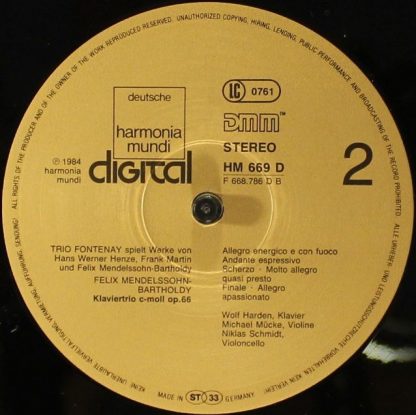 ALL RIGHTS OF THE PRODUCER AND OF THE OWNER OF THE WORK REPRODUCED RESERVED. UNAUTHORIZED COPYING, HIRING, LENDING, PUBLIC PERFORMANCE AND BROADCASTING OF THE RECORD PROHIBITED
deutsche
harmonia
mundi
digital
℗ 1984
harmonia
mundi
LC 0761
DMM™
STEREO
HM 669 D
F 668.786 D B
2
TRIO FONTENAY spielt Werke von
Hans Werner Henze, Frank Martin
und Felix Mendelssohn-Bartholdy
FELIX MENDELSSOHN-
BARTHOLDY
Klaviertrio c-moll op.66
Allegro energico e con fuoco
Andante espressivo
Scherzo · Molto allegro
quasi presto
Finale · Allegro
apassionato
Wolf Harden, Klavier
Michael Mücke, Violine
Niklas Schmidt,
Violoncello
MADE IN ST 33 GERMANY